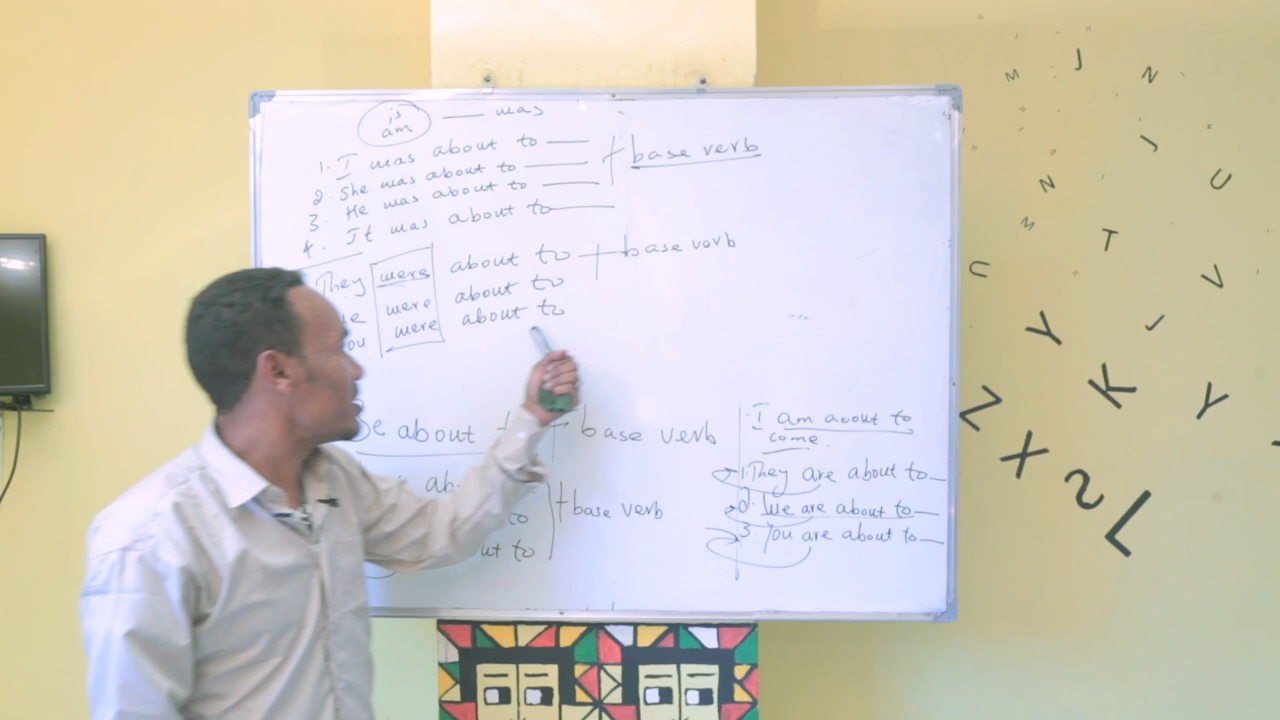 is
am —— was
1. I was about to ——
2. She was about to ——
3. He was about to ——
4. It was about to ——
+ base verb
They were about to + base verb
were about to
were about to
Be about + base verb
to
to
+ base verb
I am about to
come.
1. They are about to —
2. We are about to —
3. You are about to —
M J N
J
N U
M T
U V
Y
K Y
Z X 2 L